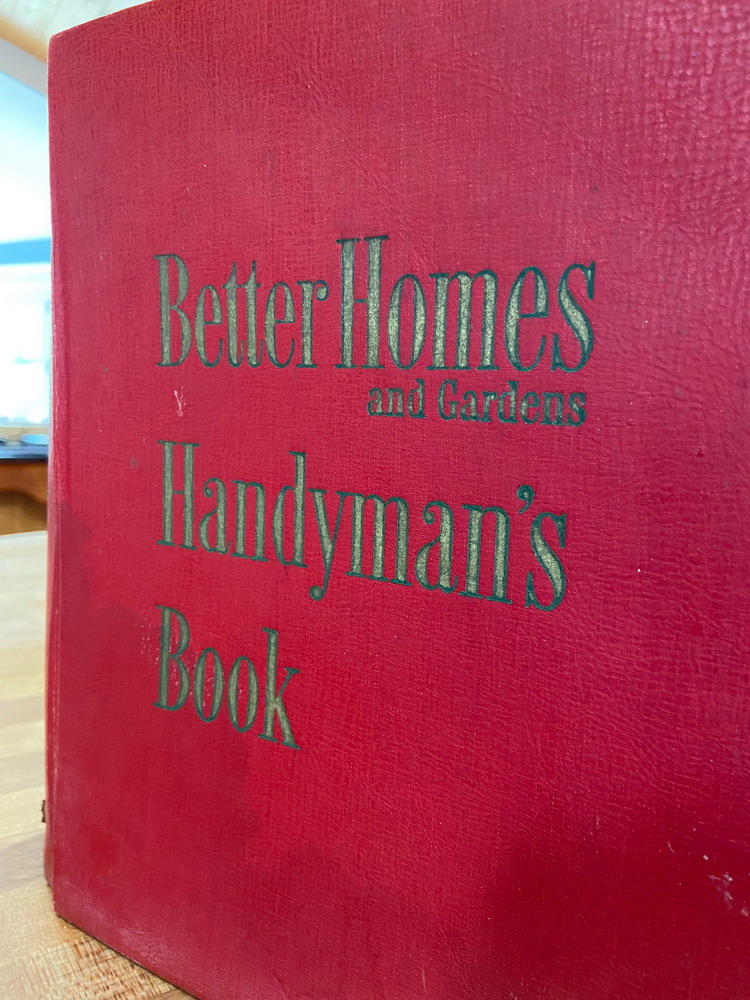 Better Homes
and Gardens
Handyman's
Book